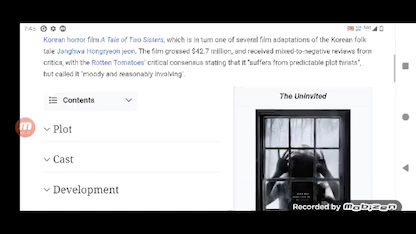 Korean horror film A Tale of Two Sisters, which is in turn one of several film adaptations of the Korean folk
tale Janghwa Hongryeon jeon. The film grossed $42.7 million, and received mixed-to-negative reviews from
critics, with the Rotten Tomatoes' critical consensus stating that it "suffers from predictable plot twists",
but called it "moody and reasonably involving".
Contents
The Uninvited
Plot
Cast
Development
Recorded by Mobizen